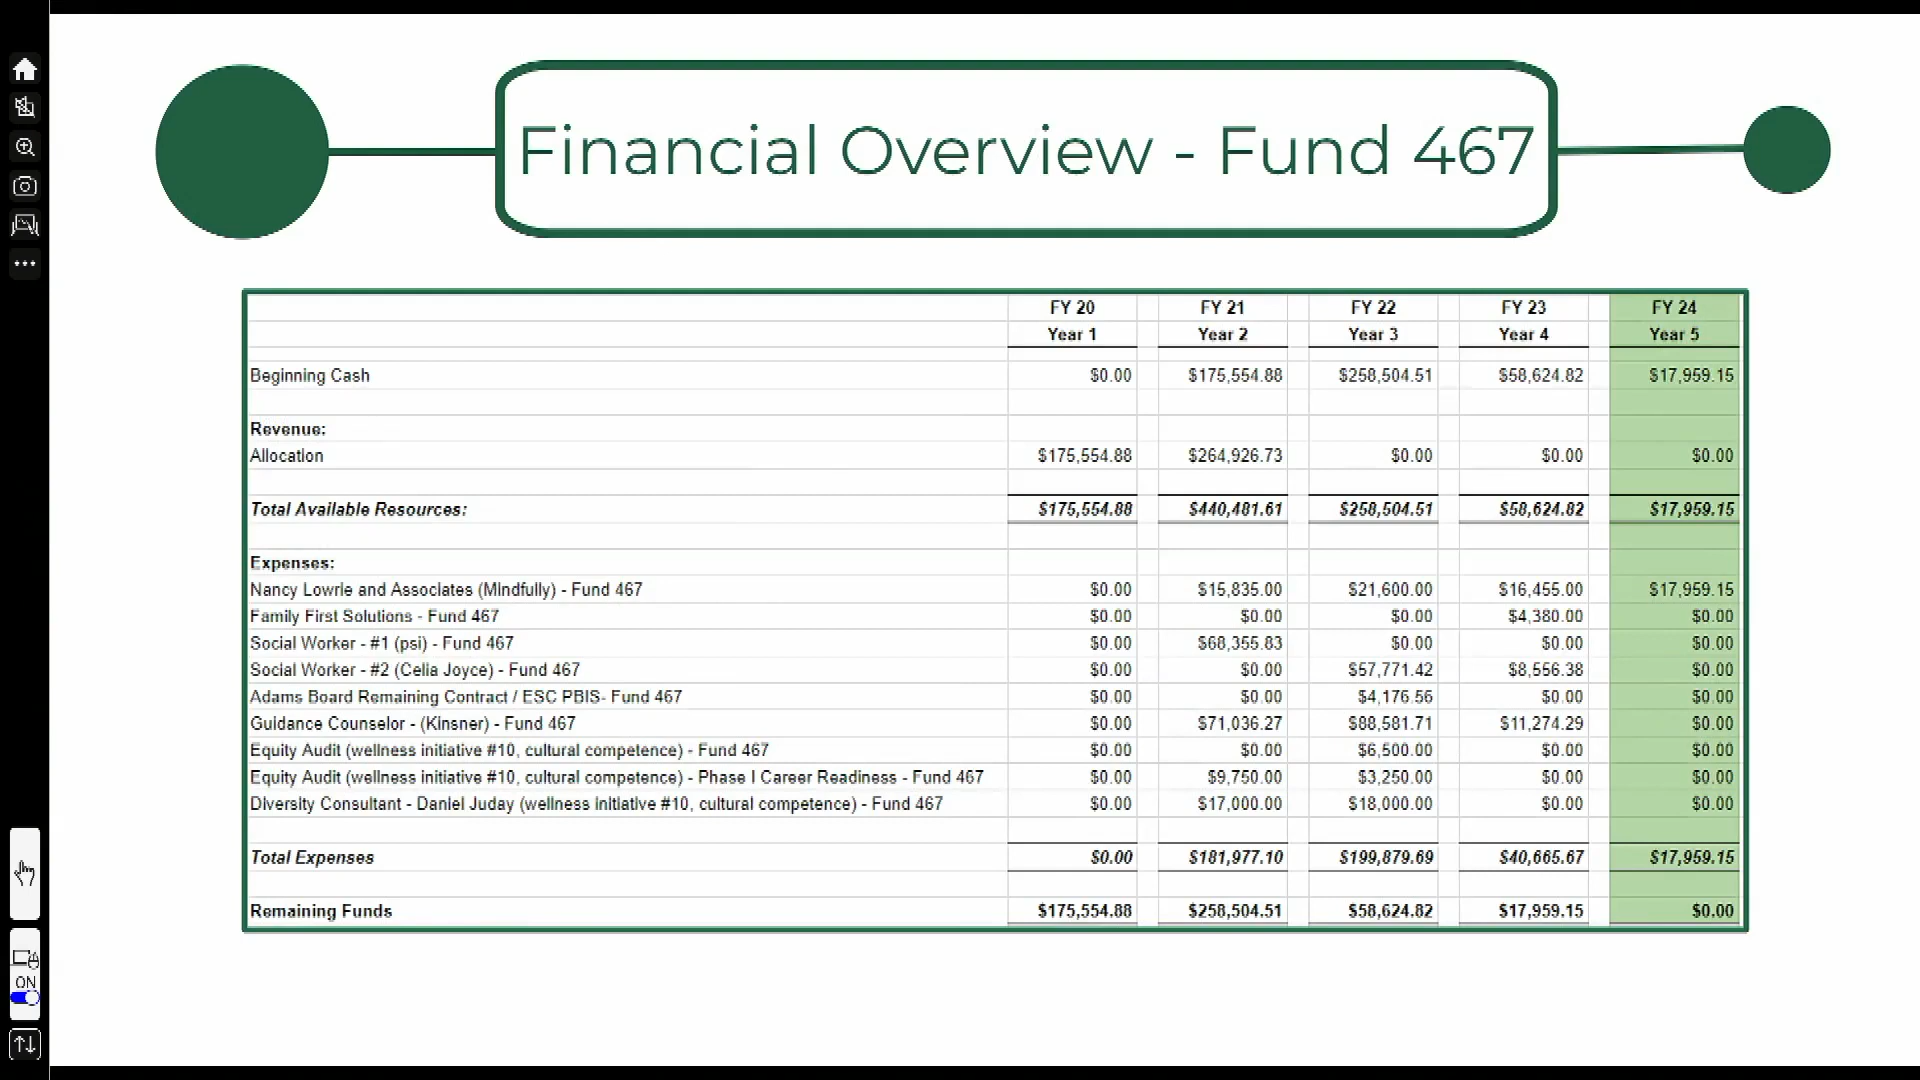 Financial Overview - Fund 467
FY 20 FY 21 FY 22 FY 23 FY 24
Year 1 Year 2 Year 3 Year 4 Year 5
Beginning Cash $0.00 $175,554.88 $258,504.51 $58,624.82 $17,959.15
Revenue:
Allocation $175,554.88 $264,926.73 $0.00 $0.00 $0.00
Total Available Resources: $175,554.88 $440,481.61 $258,504.51 $58,624.82 $17,959.15
Expenses:
Nancy Lowrie and Associates (Mindfully) - Fund 467 $0.00 $15,835.00 $21,600.00 $16,455.00 $17,959.15
Family First Solutions - Fund 467 $0.00 $0.00 $0.00 $4,380.00 $0.00
Social Worker - #1 (psi) - Fund 467 $0.00 $68,355.83 $0.00 $0.00 $0.00
Social Worker - #2 (Celia Joyce) - Fund 467 $0.00 $0.00 $57,771.42 $8,556.38 $0.00
Adams Board Remaining Contract / ESC PBIS- Fund 467 $0.00 $0.00 $4,176.56 $0.00 $0.00
Guidance Counselor - (Kinsner) - Fund 467 $0.00 $71,036.27 $88,581.71 $11,274.29 $0.00
Equity Audit (wellness initiative #10, cultural competence) - Fund 467 $0.00 $0.00 $6,500.00 $0.00 $0.00
Equity Audit (wellness initiative #10, cultural competence) - Phase I Career Readiness - Fund 467 $0.00 $9,750.00 $3,250.00 $0.00 $0.00
Diversity Consultant - Daniel Juday (wellness initiative #10, cultural competence) - Fund 467 $0.00 $17,000.00 $18,000.00 $0.00 $0.00
Total Expenses $0.00 $181,977.10 $199,879.69 $40,665.67 $17,959.15
Remaining Funds $175,554.88 $258,504.51 $58,624.82 $17,959.15 $0.00
ON